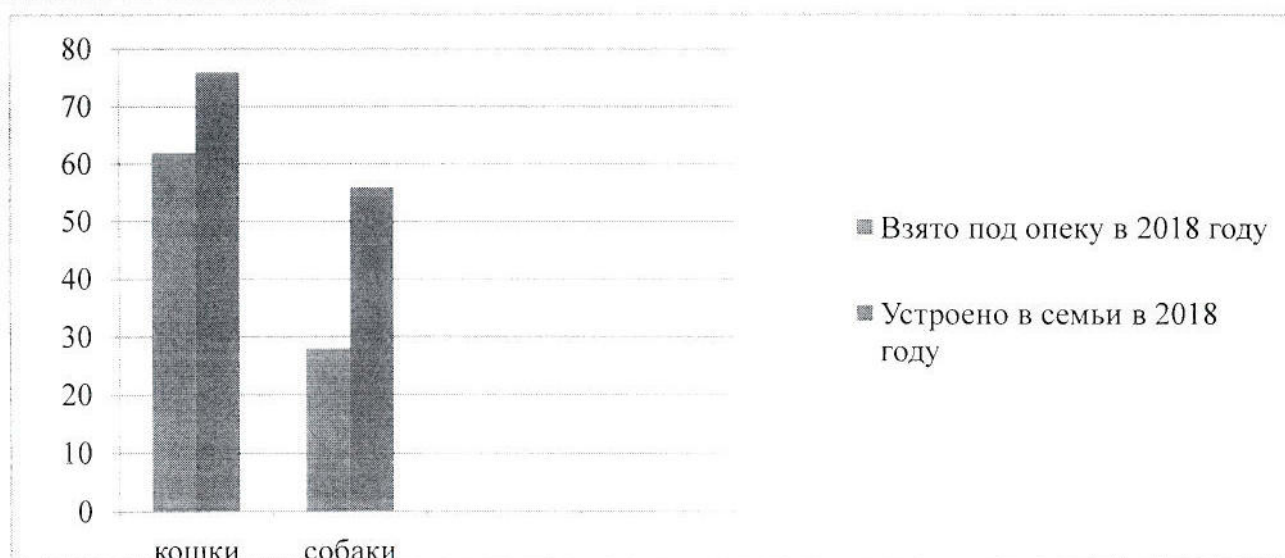 80
70
60
50
40
30
20
10
0
кошки
собаки
Взято под опеку в 2018 году
Устроено в семьи в 2018
году